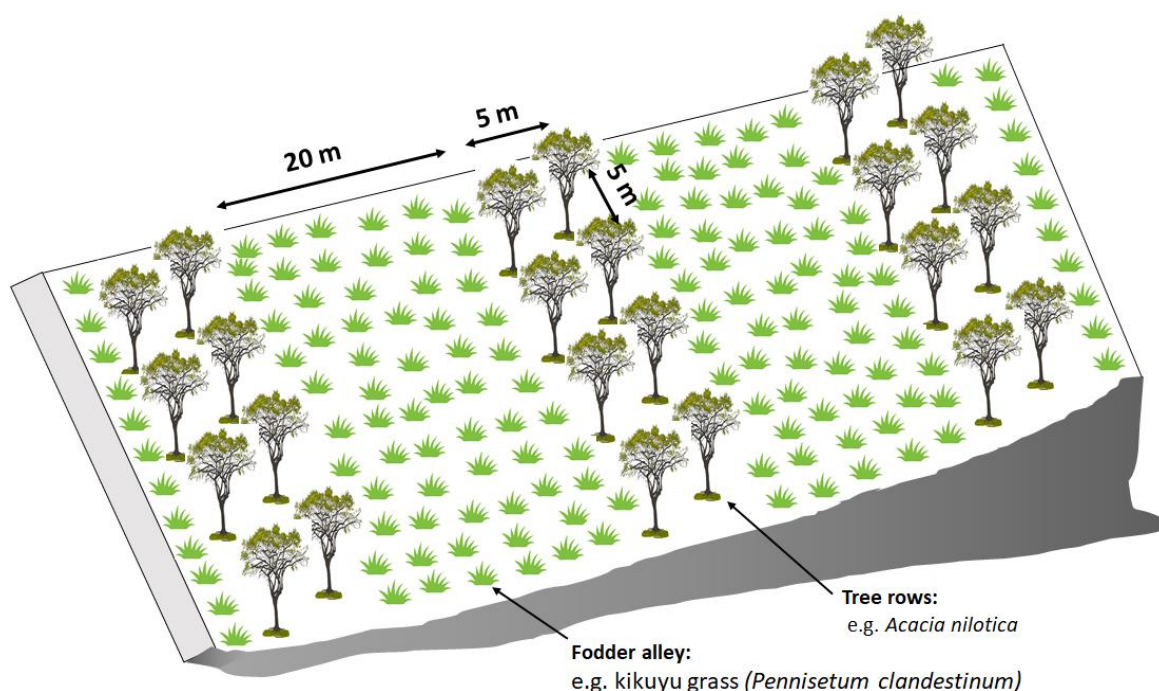 5 m
20 m
5 m
Tree rows:
e.g. Acacia nilotica
Fodder alley:
e.g. kikuyu grass (Pennisetum clandestinum)